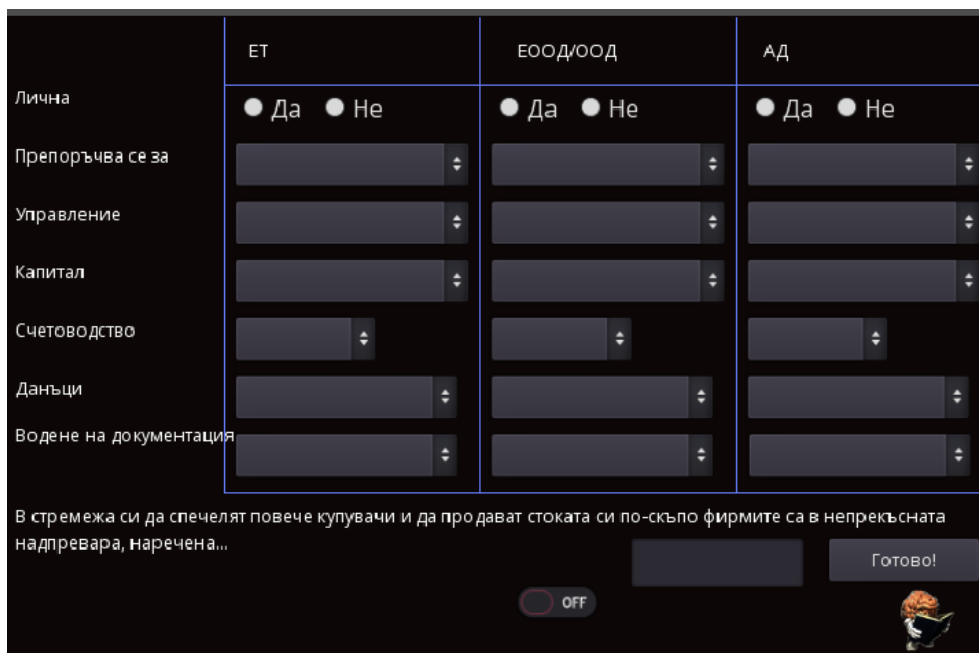 ЕТ ЕООД/ООД АД
Лична Да Не Да Не Да Не
Препоръчва се за
Управление
Капитал
Счетоводство
Данъци
Водене на документация
В стремежа си да спечелят повече купувачи и да продават стоката си по-скъпо фирмите са в непрекъсната
надпревара, наречена...
Готово!
OFF